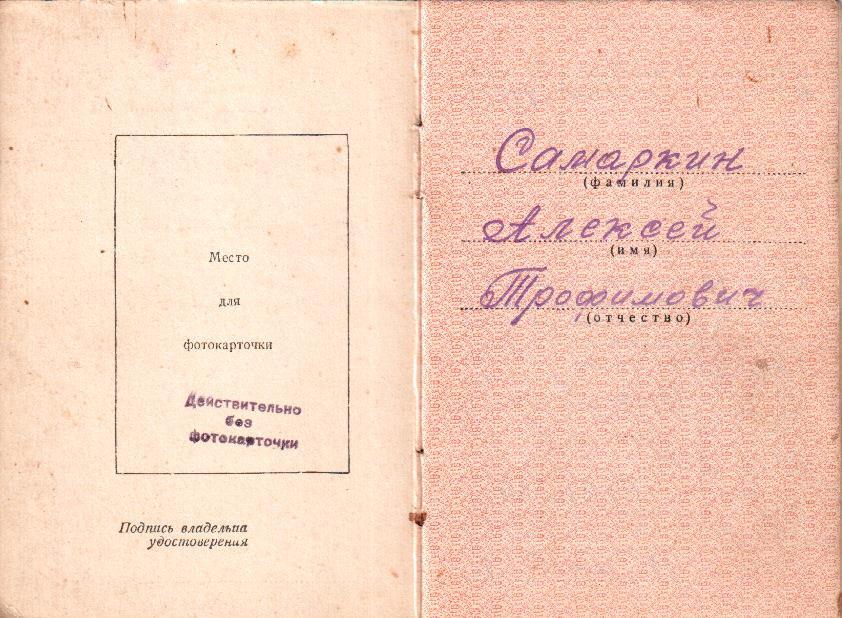 Место
для
фотокарточки
Действительно
без
фотокарточки
Подпись владельца
удостоверения
Самаркин
(фамилия)
Алексей
(имя)
Трофимович
(отчество)